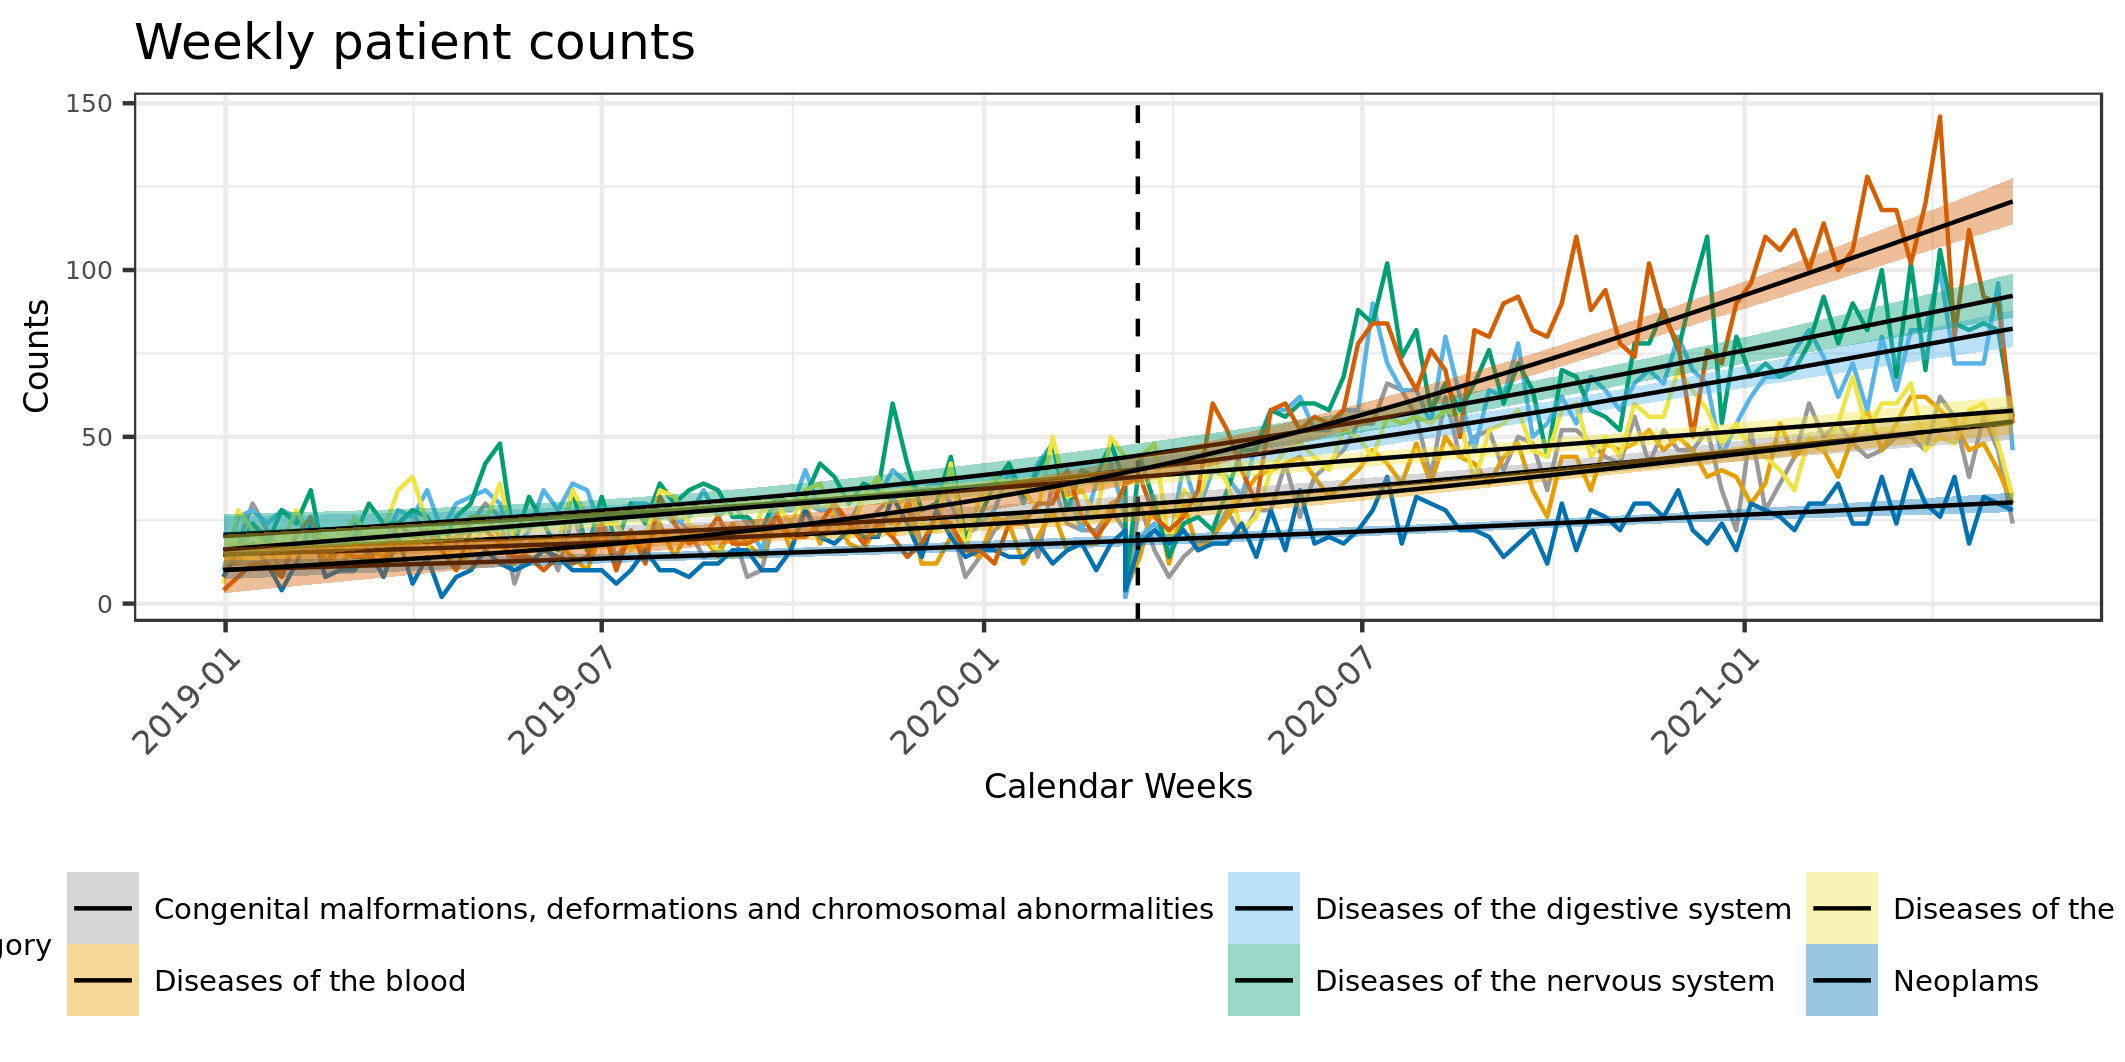 Weekly patient counts
150
100
50
0
Counts
2019-01
2019-07
2020-01
2020-07
2021-01
Calendar Weeks
gory
Congenital malformations, deformations and chromosomal abnormalities
Diseases of the digestive system
Diseases of the
Diseases of the blood
Diseases of the nervous system
Neoplams